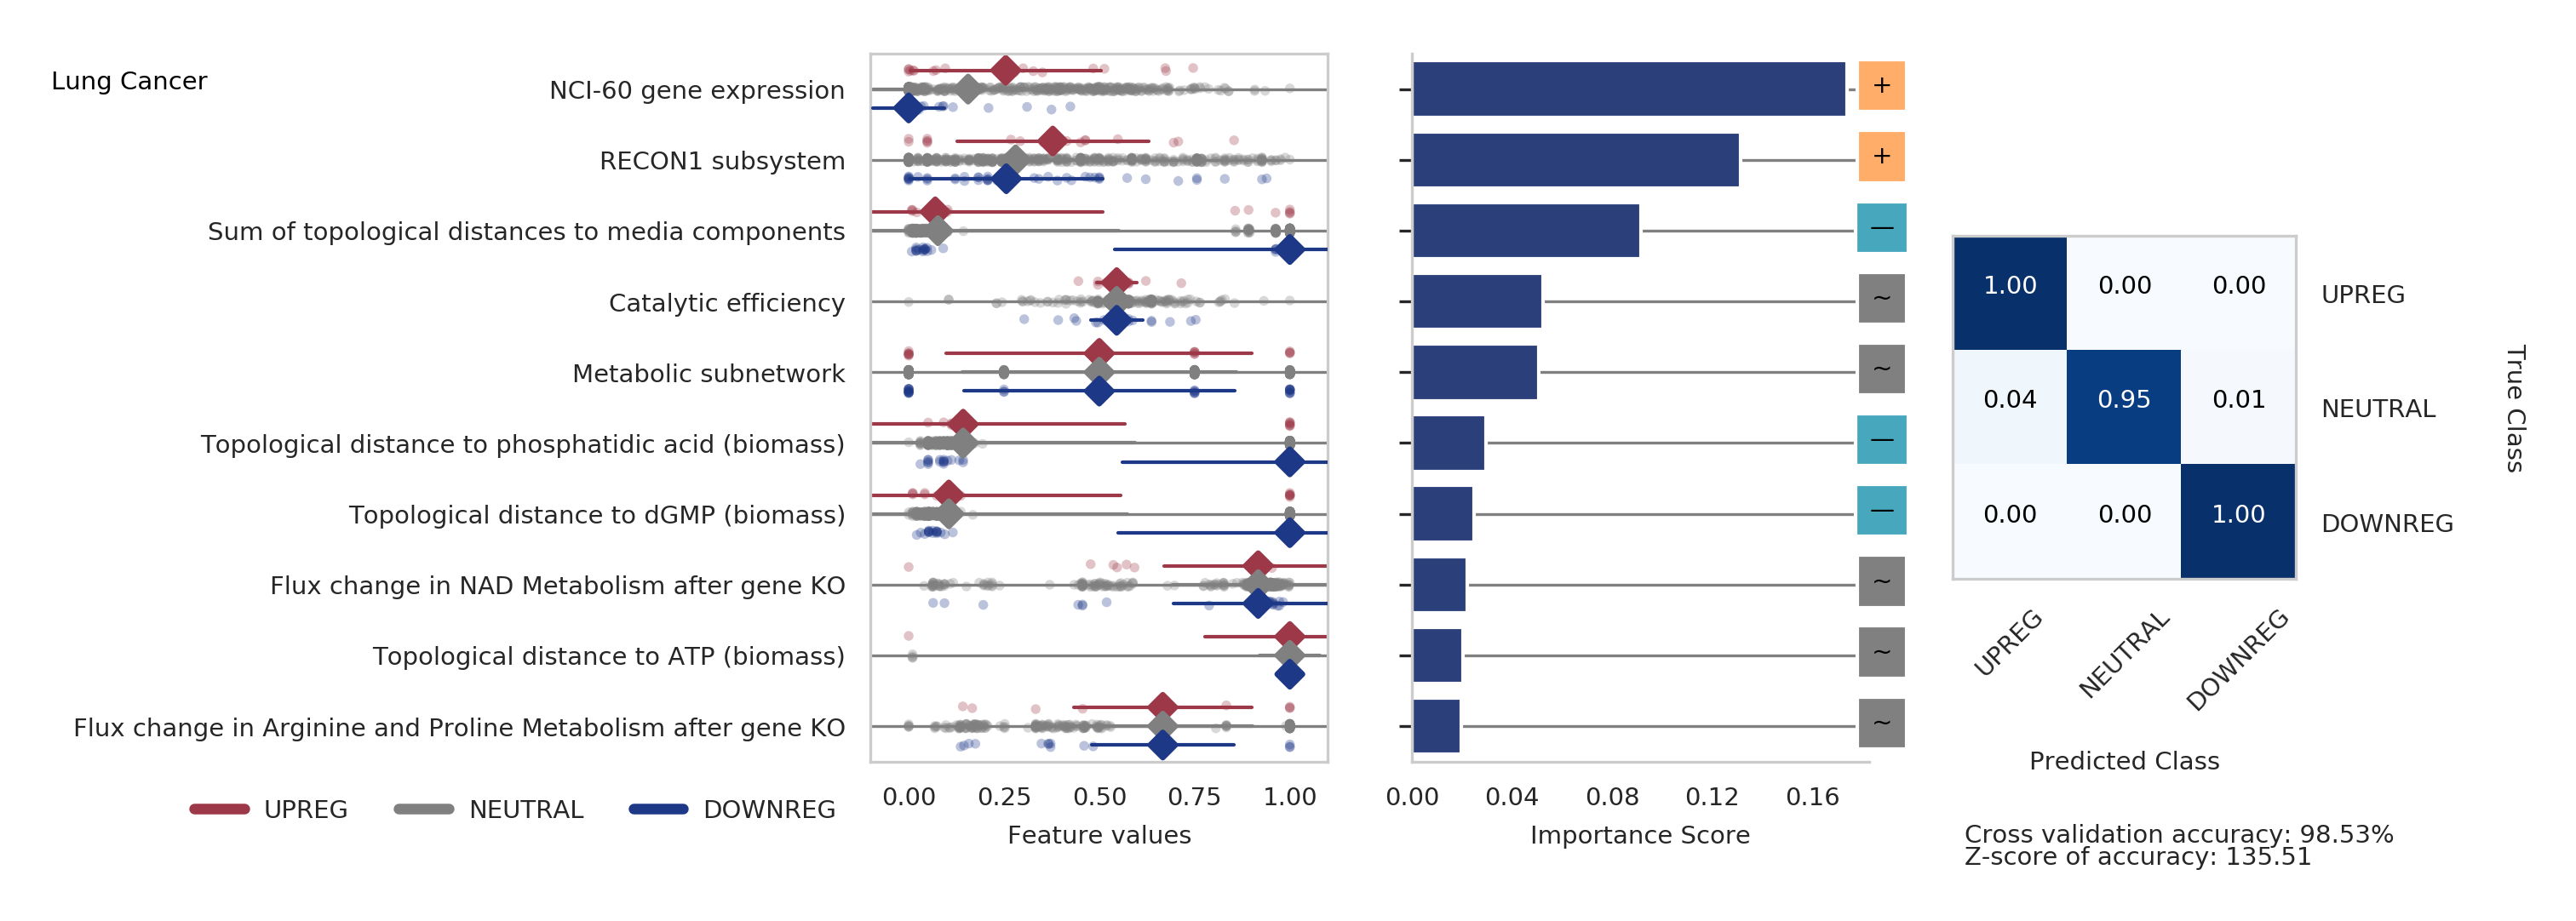 Lung Cancer
NCI-60 gene expression
+
RECON1 subsystem
+
Sum of topological distances to media components
—
Catalytic efficiency
~
Metabolic subnetwork
~
Topological distance to phosphatidic acid (biomass)
—
Topological distance to dGMP (biomass)
—
Flux change in NAD Metabolism after gene KO
~
Topological distance to ATP (biomass)
~
Flux change in Arginine and Proline Metabolism after gene KO
~
UPREG NEUTRAL DOWNREG
0.00 0.25 0.50 0.75 1.00
Feature values
0.00 0.04 0.08 0.12 0.16
Importance Score
1.00 0.00 0.00 UPREG
0.04 0.95 0.01 NEUTRAL
0.00 0.00 1.00 DOWNREG
True Class
UPREG NEUTRAL DOWNREG
Predicted Class
Cross validation accuracy: 98.53%
Z-score of accuracy: 135.51